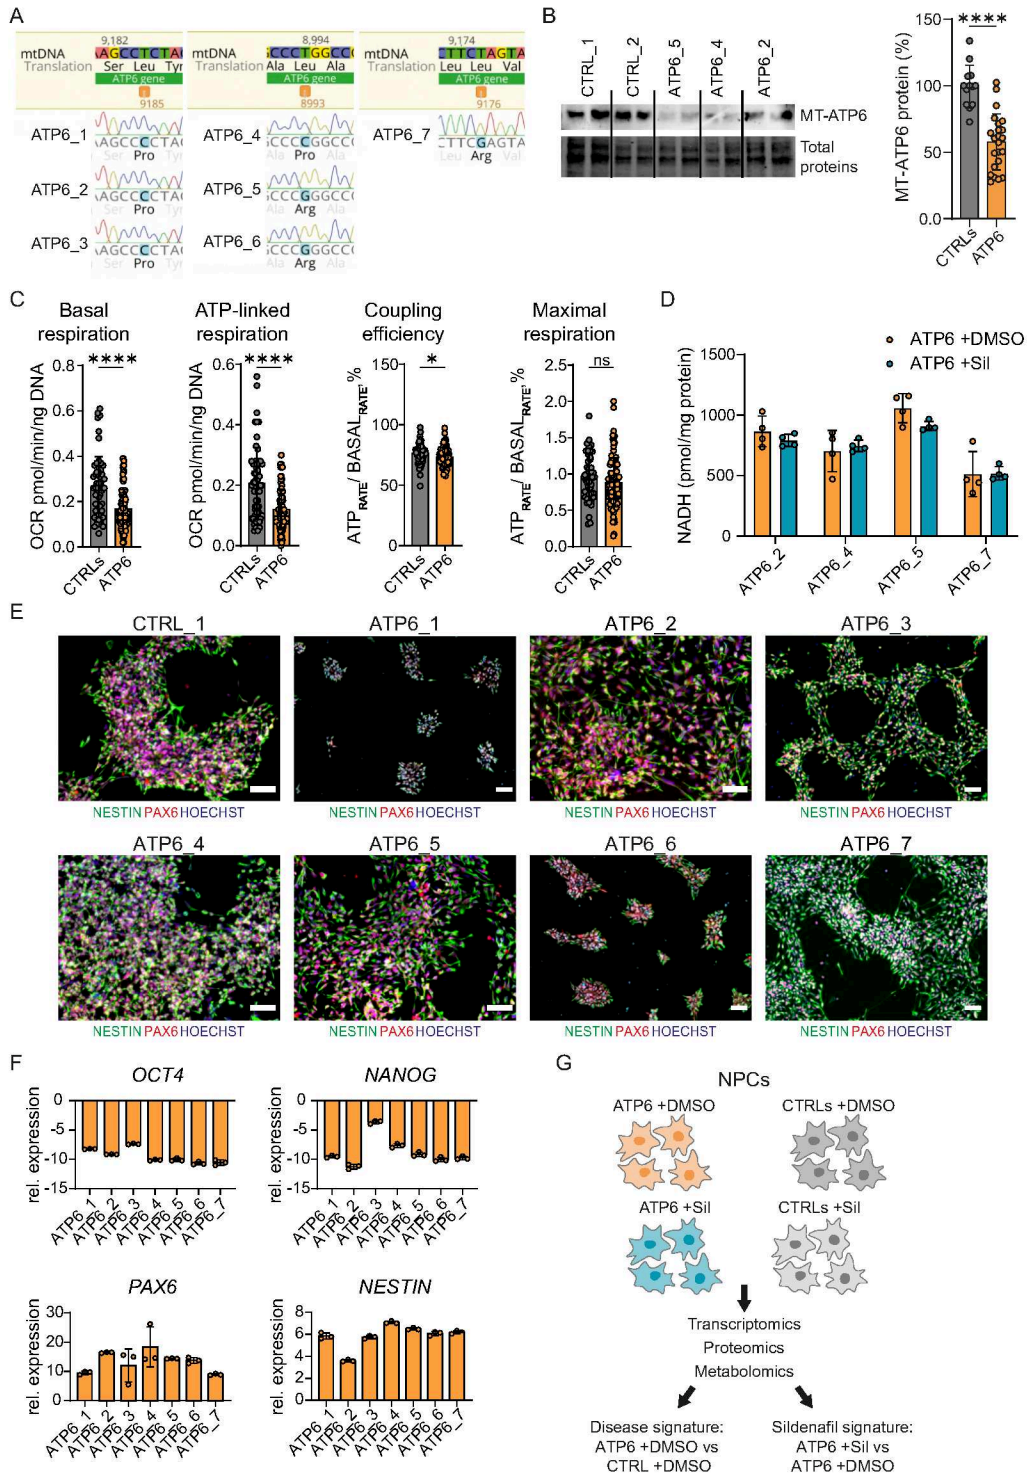 A
9,182
8,994
9,174
mtDNA
AGCCTCTA
mtDNA
GCCCTGGCC
mtDNA
CTTCTAGTA
Translation
Ser Leu Ty
Translation
Ala Leu Ala
Translation
Leu Leu Val
ATP6 gene
ATP6 gene
ATP6 gene
9185
8993
9176
ATP6_1
AGCCCCTA
Ser Pro Ty
ATP6_4
GCCCCGGCC
Ala Pro Ala
ATP6_7
CTTCGAGTA
Leu Arg Val
ATP6_2
AGCCCCTA
Ser Pro Ty
ATP6_5
GCCCGGGCC
Ala Arg Ala
ATP6_3
AGCCCCTA
Ser Pro Ty
ATP6_6
GCCCGGGCC
Ala Arg Ala
B
CTRL_1
CTRL_2
ATP6_5
ATP6_4
ATP6_2
MT-ATP6
Total
proteins
MT-ATP6 protein (%)
150
100
50
0.0
****
CTRLs
ATP6
C
Basal
respiration
OCR pmol/min/ng DNA
0.8
0.6
0.4
0.2
0.0
****
CTRLs
ATP6
ATP-linked
respiration
OCR pmol/min/ng DNA
0.6
0.4
0.2
0.0
****
CTRLs
ATP6
Coupling
efficiency
ATP RATE/ BASAL RATE, %
150
100
50
0
*
CTRLs
ATP6
Maximal
respiration
ATP RATE/ BASAL RATE, %
2.5
2.0
1.5
1.0
0.5
0.0
ns
CTRLs
ATP6
D
ATP6 +DMSO
ATP6 +Sil
NADH (pmol/mg protein)
1500
1000
500
0
ATP6_2
ATP6_4
ATP6_5
ATP6_7
E
CTRL_1
ATP6_1
ATP6_2
ATP6_3
NESTIN PAX6 HOECHST
NESTIN PAX6 HOECHST
NESTIN PAX6 HOECHST
NESTIN PAX6 HOECHST
ATP6_4
ATP6_5
ATP6_6
ATP6_7
NESTIN PAX6 HOECHST
NESTIN PAX6 HOECHST
NESTIN PAX6 HOECHST
NESTIN PAX6 HOECHST
F
OCT4
rel. expression
0
-5
-10
-15
ATP6_1
ATP6_2
ATP6_3
ATP6_4
ATP6_5
ATP6_6
ATP6_7
NANOG
rel. expression
0
-5
-10
-15
ATP6_1
ATP6_2
ATP6_3
ATP6_4
ATP6_5
ATP6_6
ATP6_7
PAX6
rel. expression
30
20
10
0
ATP6_1
ATP6_2
ATP6_3
ATP6_4
ATP6_5
ATP6_6
ATP6_7
NESTIN
rel. expression
8
6
4
2
0
ATP6_1
ATP6_2
ATP6_3
ATP6_4
ATP6_5
ATP6_6
ATP6_7
G
NPCs
ATP6 +DMSO
CTRLs +DMSO
ATP6 +Sil
CTRLs +Sil
Transcriptomics
Proteomics
Metabolomics
Disease signature:
ATP6 +DMSO vs
CTRL +DMSO
Sildenafil signature:
ATP6 +Sil vs
ATP6 +DMSO